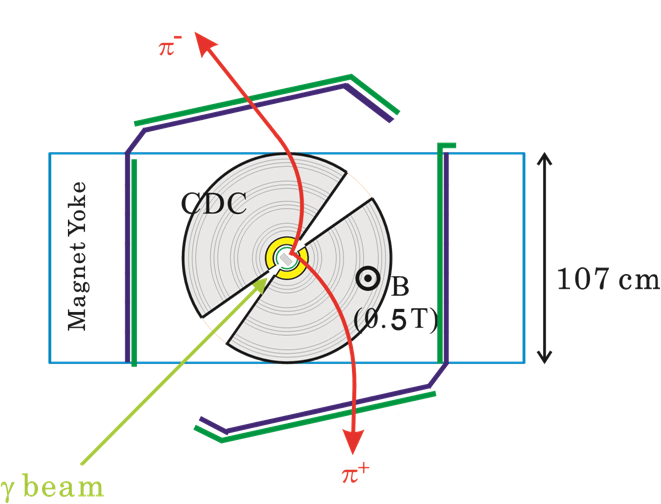 π⁻
CDC
Magnet Yoke
B
(0.5T)
107 cm
γ beam
π⁺